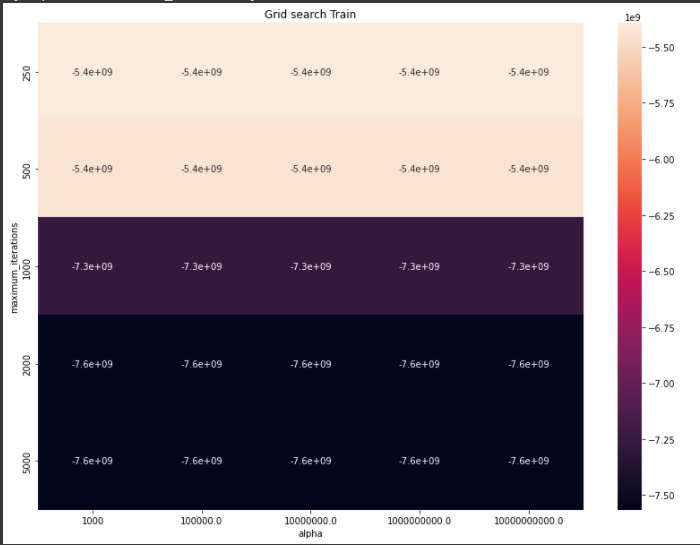 Grid search Train
1e9
250
-5.4e+09 -5.4e+09 -5.4e+09 -5.4e+09 -5.4e+09
500
-5.4e+09 -5.4e+09 -5.4e+09 -5.4e+09 -5.4e+09
1000
-7.3e+09 -7.3e+09 -7.3e+09 -7.3e+09 -7.3e+09
2000
-7.6e+09 -7.6e+09 -7.6e+09 -7.6e+09 -7.6e+09
5000
-7.6e+09 -7.6e+09 -7.6e+09 -7.6e+09 -7.6e+09
maximum_iterations
1000 100000.0 10000000.0 1000000000.0 10000000000.0
alpha
−5.50
−5.75
−6.00
−6.25
−6.50
−6.75
−7.00
−7.25
−7.50